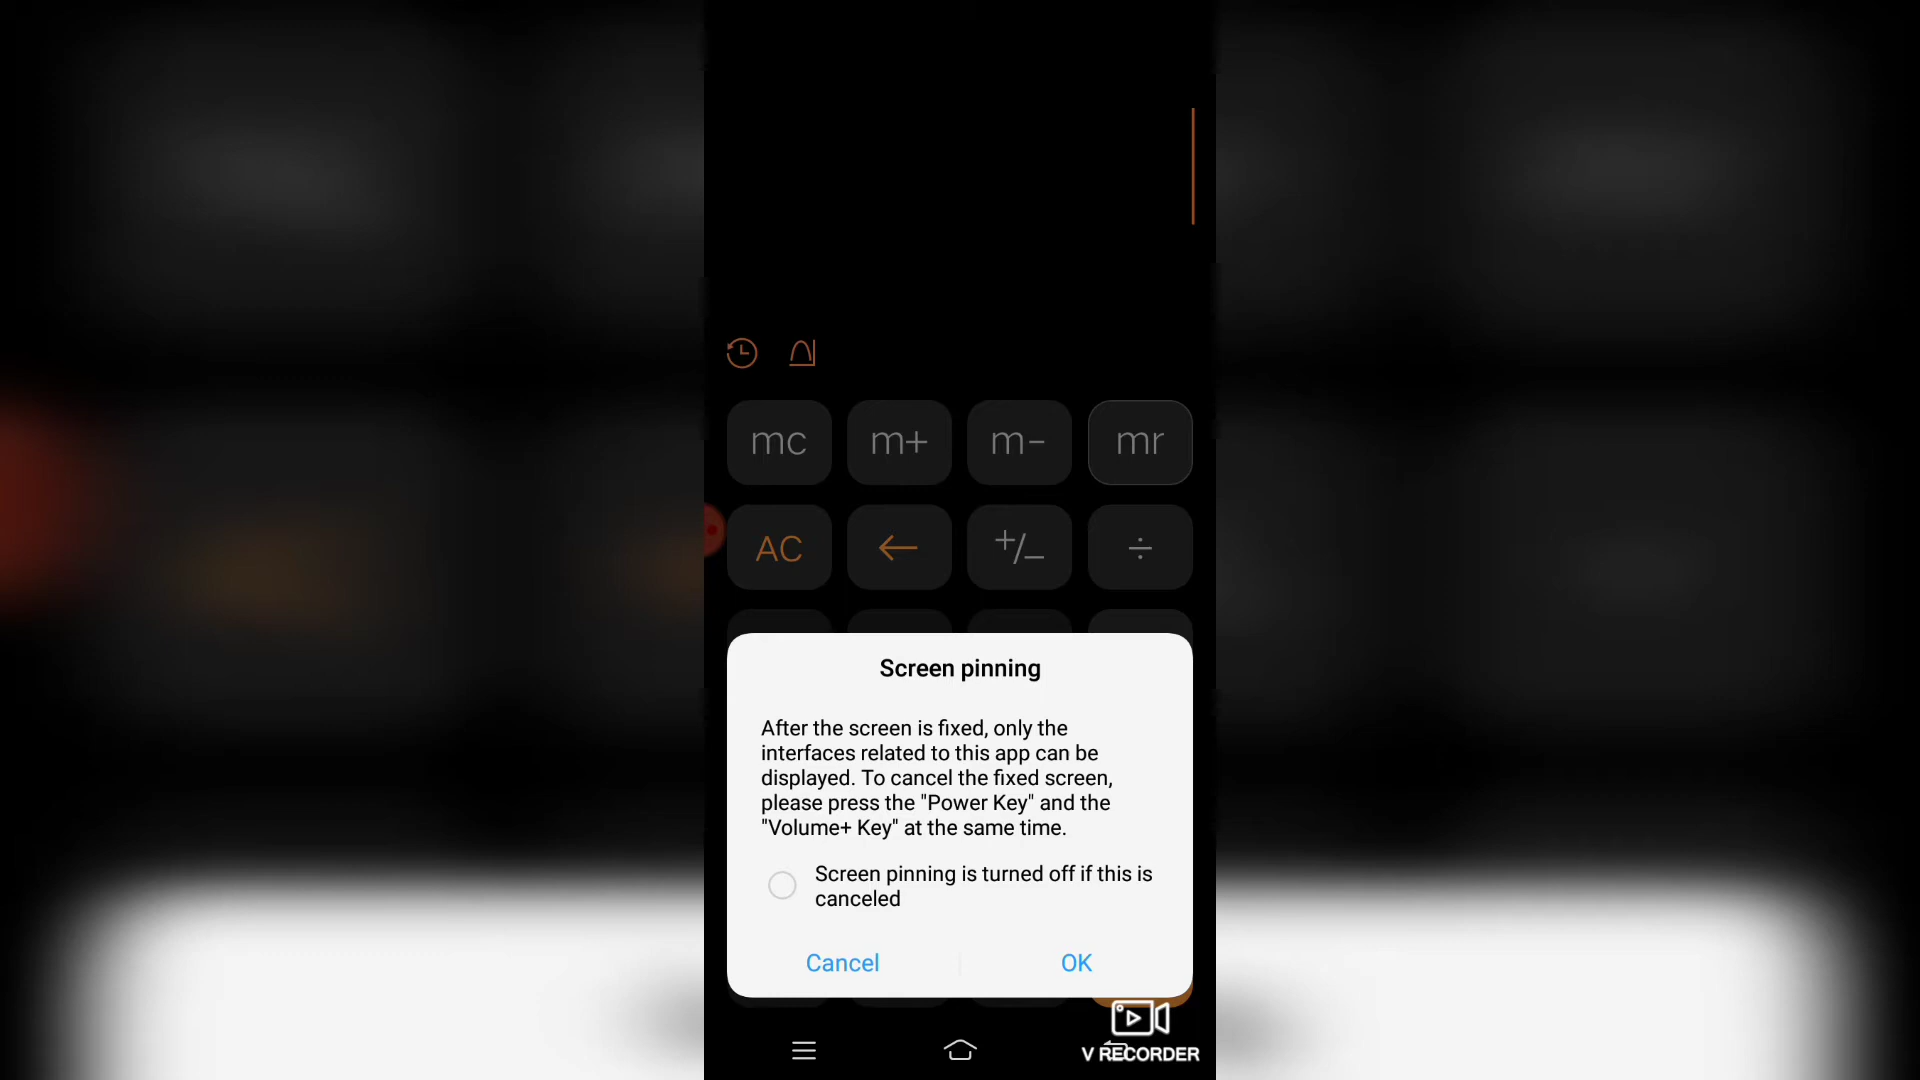 mc m+ m- mr
AC ← +/− ÷
Screen pinning
After the screen is fixed, only the
interfaces related to this app can be
displayed. To cancel the fixed screen,
please press the "Power Key" and the
"Volume+ Key" at the same time.
Screen pinning is turned off if this is
canceled
Cancel OK
V RECORDER